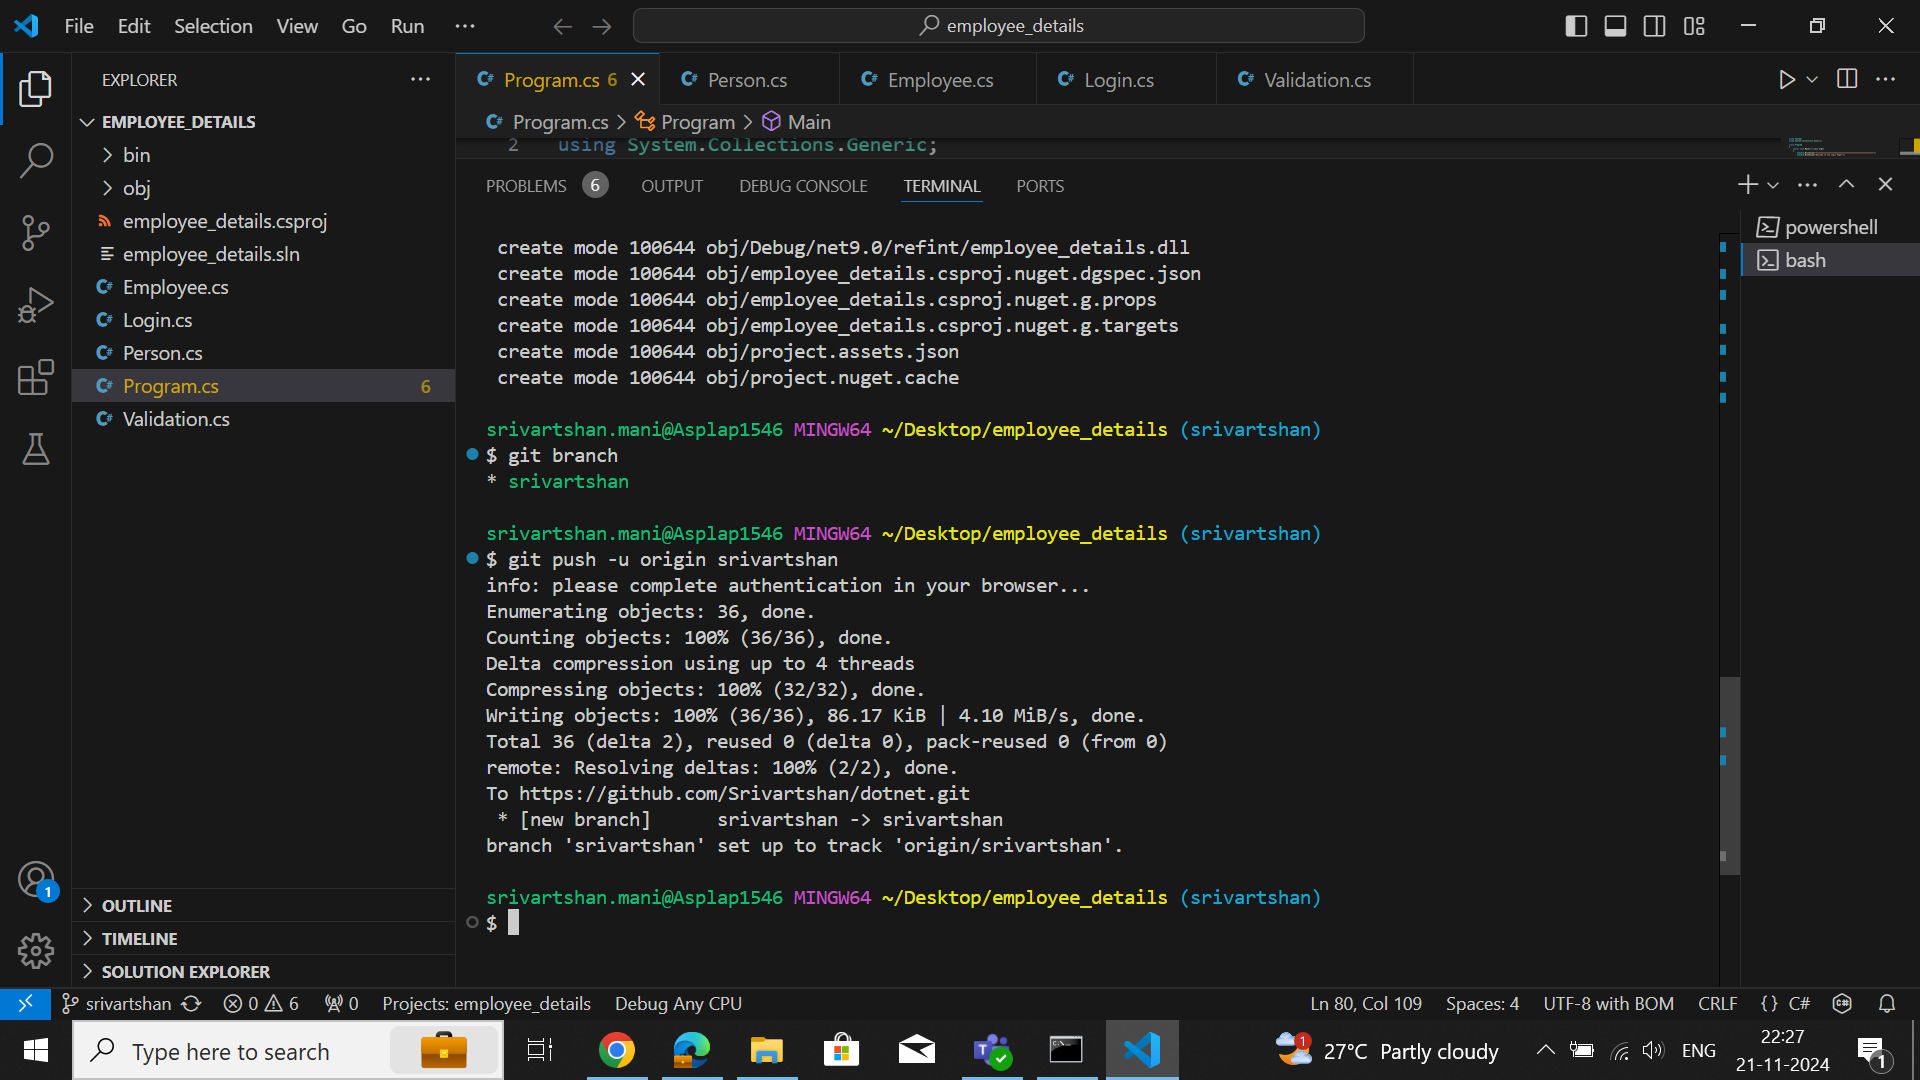 File Edit Selection View Go Run ...
employee_details
EXPLORER ...
EMPLOYEE_DETAILS
bin
obj
employee_details.csproj
employee_details.sln
Employee.cs
Login.cs
Person.cs
Program.cs 6
Validation.cs
OUTLINE
TIMELINE
SOLUTION EXPLORER
1
Program.cs 6 Person.cs Employee.cs Login.cs Validation.cs
Program.cs > Program > Main
2 using System.Collections.Generic;
PROBLEMS 6 OUTPUT DEBUG CONSOLE TERMINAL PORTS
create mode 100644 obj/Debug/net9.0/refint/employee_details.dll
create mode 100644 obj/employee_details.csproj.nuget.dgspec.json
create mode 100644 obj/employee_details.csproj.nuget.g.props
create mode 100644 obj/employee_details.csproj.nuget.g.targets
create mode 100644 obj/project.assets.json
create mode 100644 obj/project.nuget.cache
srivartshan.mani@Asplap1546 MINGW64 ~/Desktop/employee_details (srivartshan)
$ git branch
* srivartshan
srivartshan.mani@Asplap1546 MINGW64 ~/Desktop/employee_details (srivartshan)
$ git push -u origin srivartshan
info: please complete authentication in your browser...
Enumerating objects: 36, done.
Counting objects: 100% (36/36), done.
Delta compression using up to 4 threads
Compressing objects: 100% (32/32), done.
Writing objects: 100% (36/36), 86.17 KiB | 4.10 MiB/s, done.
Total 36 (delta 2), reused 0 (delta 0), pack-reused 0 (from 0)
remote: Resolving deltas: 100% (2/2), done.
To https://github.com/Srivartshan/dotnet.git
* [new branch] srivartshan -> srivartshan
branch 'srivartshan' set up to track 'origin/srivartshan'.
srivartshan.mani@Asplap1546 MINGW64 ~/Desktop/employee_details (srivartshan)
$
powershell
bash
srivartshan 0 6 0 Projects: employee_details Debug Any CPU Ln 80, Col 109 Spaces: 4 UTF-8 with BOM CRLF {} C#
Type here to search
1 27°C Partly cloudy ENG 22:27
21-11-2024
1